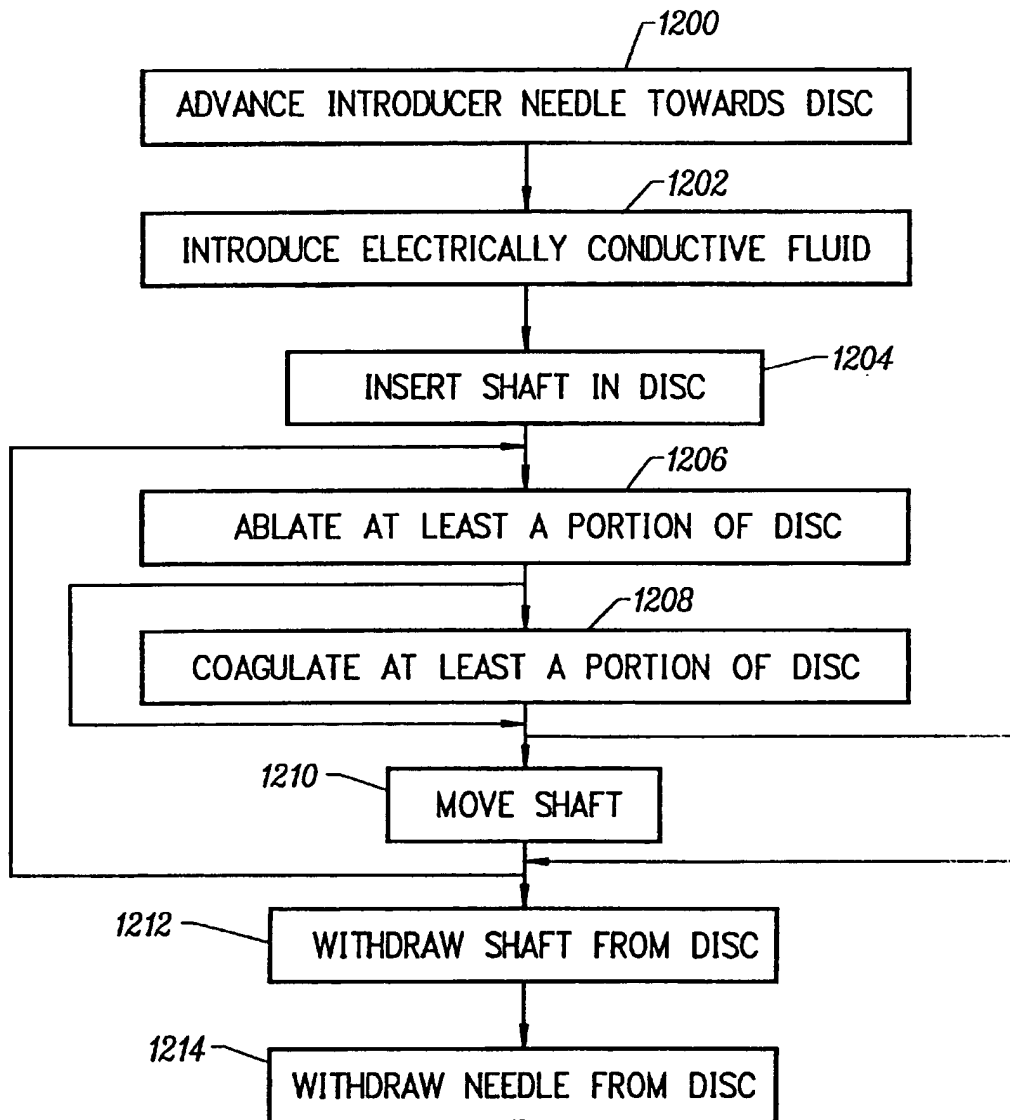 1200
ADVANCE INTRODUCER NEEDLE TOWARDS DISC
1202
INTRODUCE ELECTRICALLY CONDUCTIVE FLUID
1204
INSERT SHAFT IN DISC
1206
ABLATE AT LEAST A PORTION OF DISC
1208
COAGULATE AT LEAST A PORTION OF DISC
1210
MOVE SHAFT
1212
WITHDRAW SHAFT FROM DISC
1214
WITHDRAW NEEDLE FROM DISC